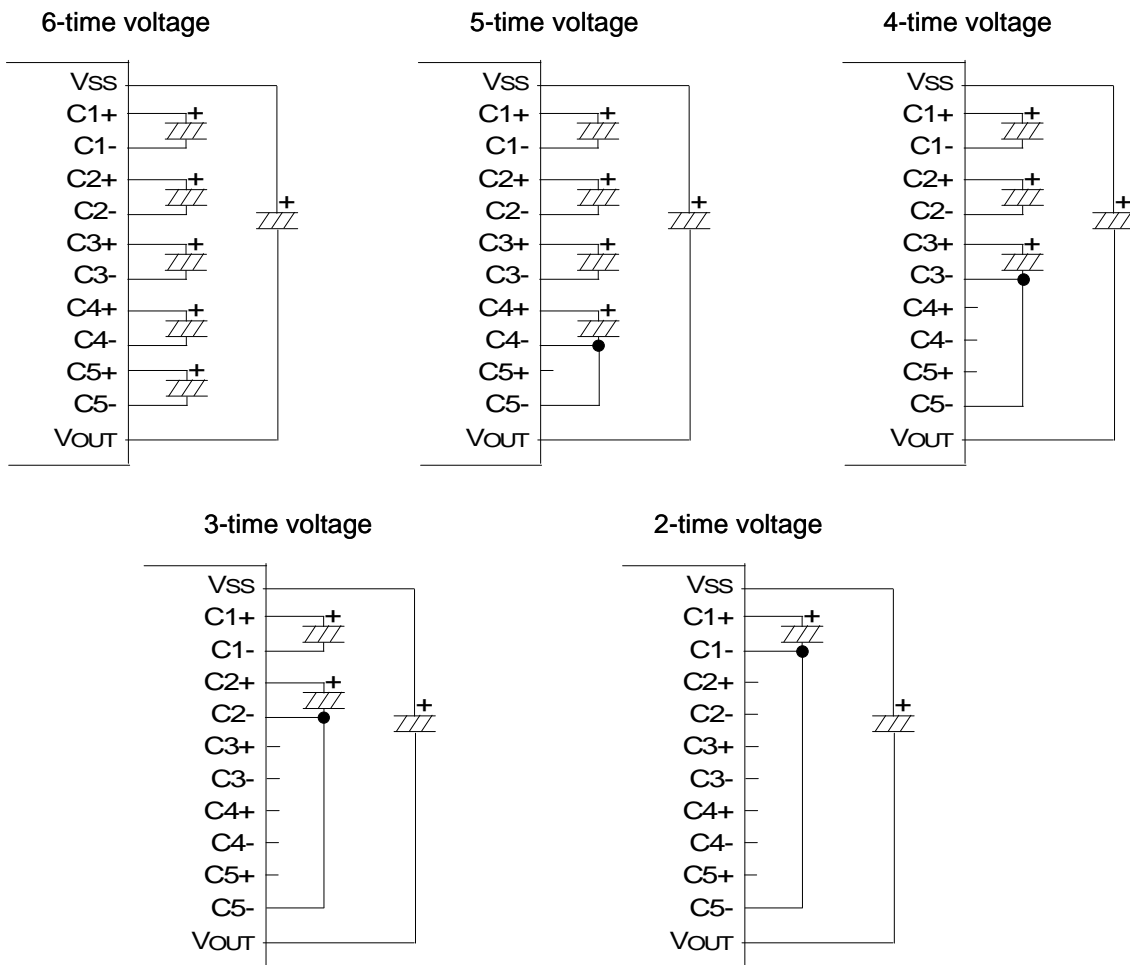 6-time voltage
VSS
C1+
+
C1-
C2+
+
C2-
+
C3+
+
C3-
C4+
+
C4-
C5+
+
C5-
VOUT
5-time voltage
VSS
C1+
+
C1-
C2+
+
C2-
+
C3+
+
C3-
C4+
+
C4-
C5+
C5-
VOUT
4-time voltage
VSS
C1+
+
C1-
C2+
+
C2-
+
C3+
+
C3-
C4+
C4-
C5+
C5-
VOUT
3-time voltage
VSS
C1+
+
C1-
C2+
+
C2-
+
C3+
C3-
C4+
C4-
C5+
C5-
VOUT
2-time voltage
VSS
C1+
+
C1-
C2+
C2-
+
C3+
C3-
C4+
C4-
C5+
C5-
VOUT